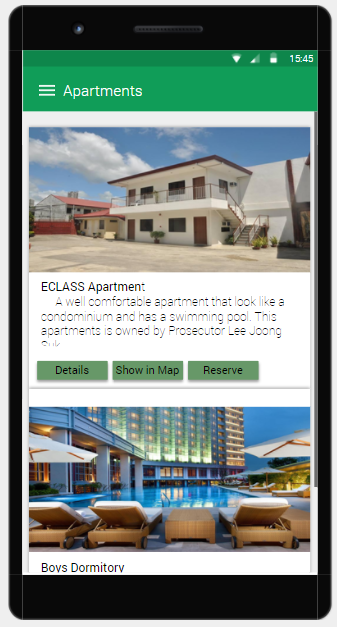 15:45
Apartments
ECLASS Apartment
A well comfortable apartment that look like a
condominium and has a swimming pool. This
apartments is owned by Prosecutor Lee Joong
Suk
Details Show in Map Reserve
Boys Dormitory